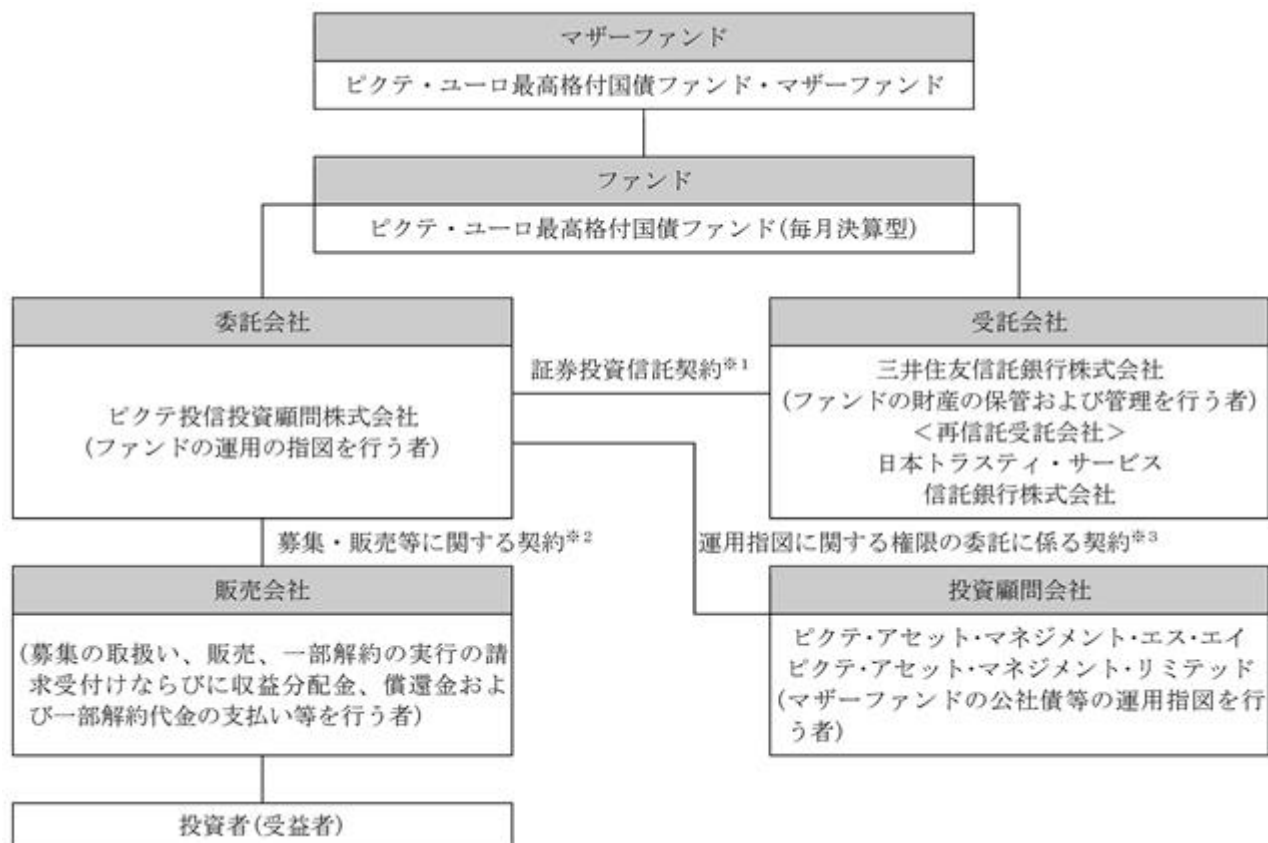 マザーファンド
ピクテ・ユーロ最高格付国債ファンド・マザーファンド
ファンド
ピクテ・ユーロ最高格付国債ファンド(毎月決算型)
委託会社
ピクテ投信投資顧問株式会社
(ファンドの運用の指図を行う者)
証券投資信託契約※1
受託会社
三井住友信託銀行株式会社
(ファンドの財産の保管および管理を行う者)
<再信託受託会社>
日本トラスティ・サービス
信託銀行株式会社
募集・販売等に関する契約※2
運用指図に関する権限の委託に係る契約※3
販売会社
(募集の取扱い、販売、一部解約の実行の請
求受付けならびに収益分配金、償還金およ
び一部解約代金の支払い等を行う者)
投資顧問会社
ピクテ・アセット・マネジメント・エス・エイ
ピクテ・アセット・マネジメント・リミテッド
(マザーファンドの公社債等の運用指図を行
う者)
投資者(受益者)